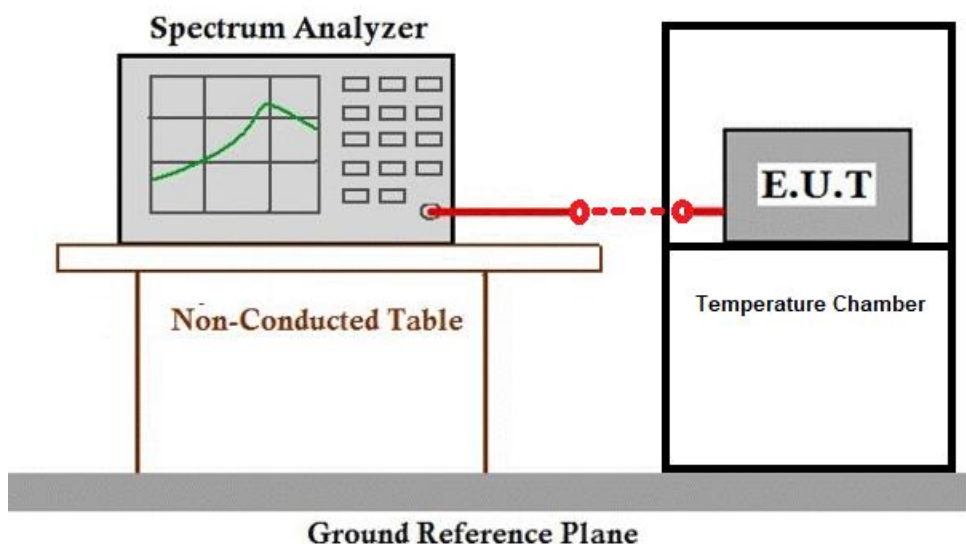 Spectrum Analyzer
E.U.T
Temperature Chamber
Non-Conducted Table
Ground Reference Plane